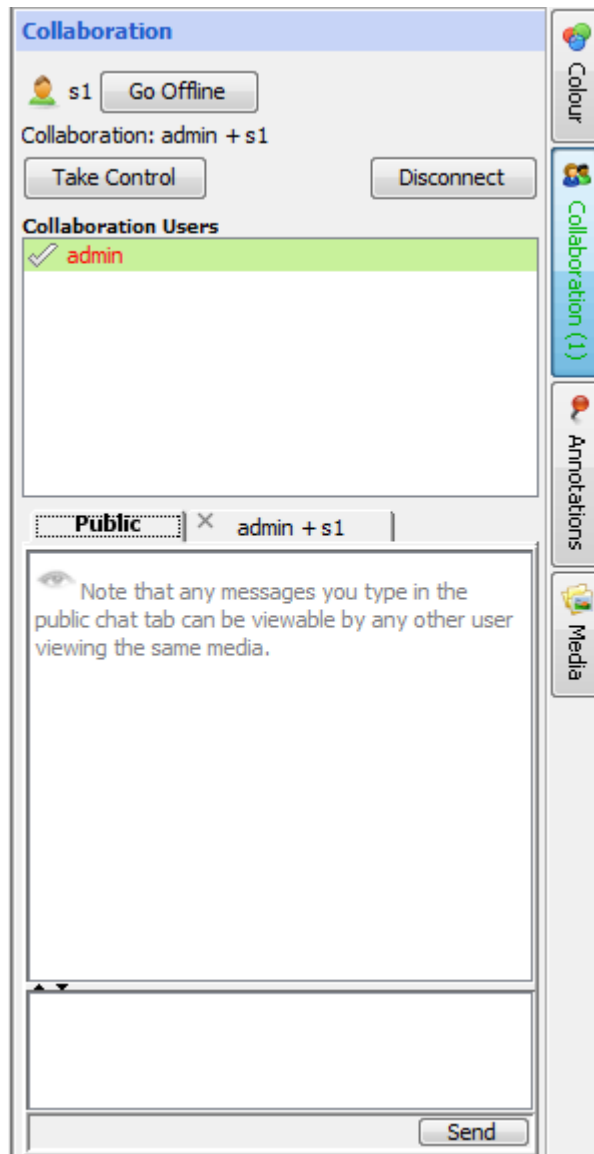 Collaboration
s1 Go Offline
Collaboration: admin + s1
Take Control Disconnect
Collaboration Users
admin
Public admin + s1
Note that any messages you type in the
public chat tab can be viewable by any other user
viewing the same media.
Send
Colour
Collaboration (1)
Annotations
Media